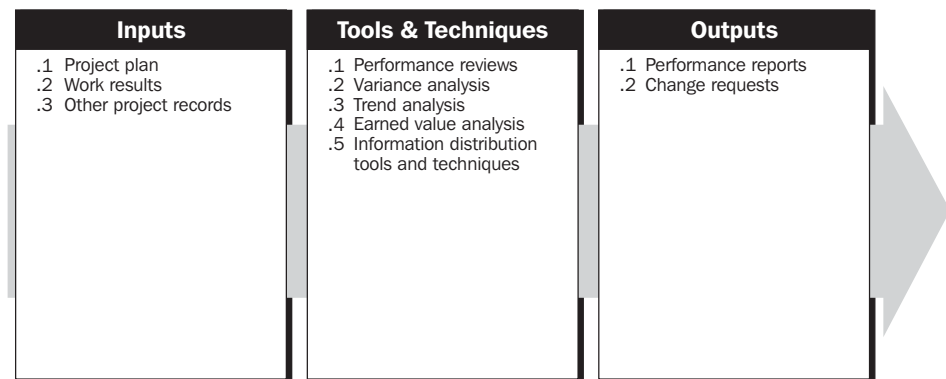 Inputs
.1 Project plan
.2 Work results
.3 Other project records
Tools & Techniques
.1 Performance reviews
.2 Variance analysis
.3 Trend analysis
.4 Earned value analysis
.5 Information distribution
tools and techniques
Outputs
.1 Performance reports
.2 Change requests